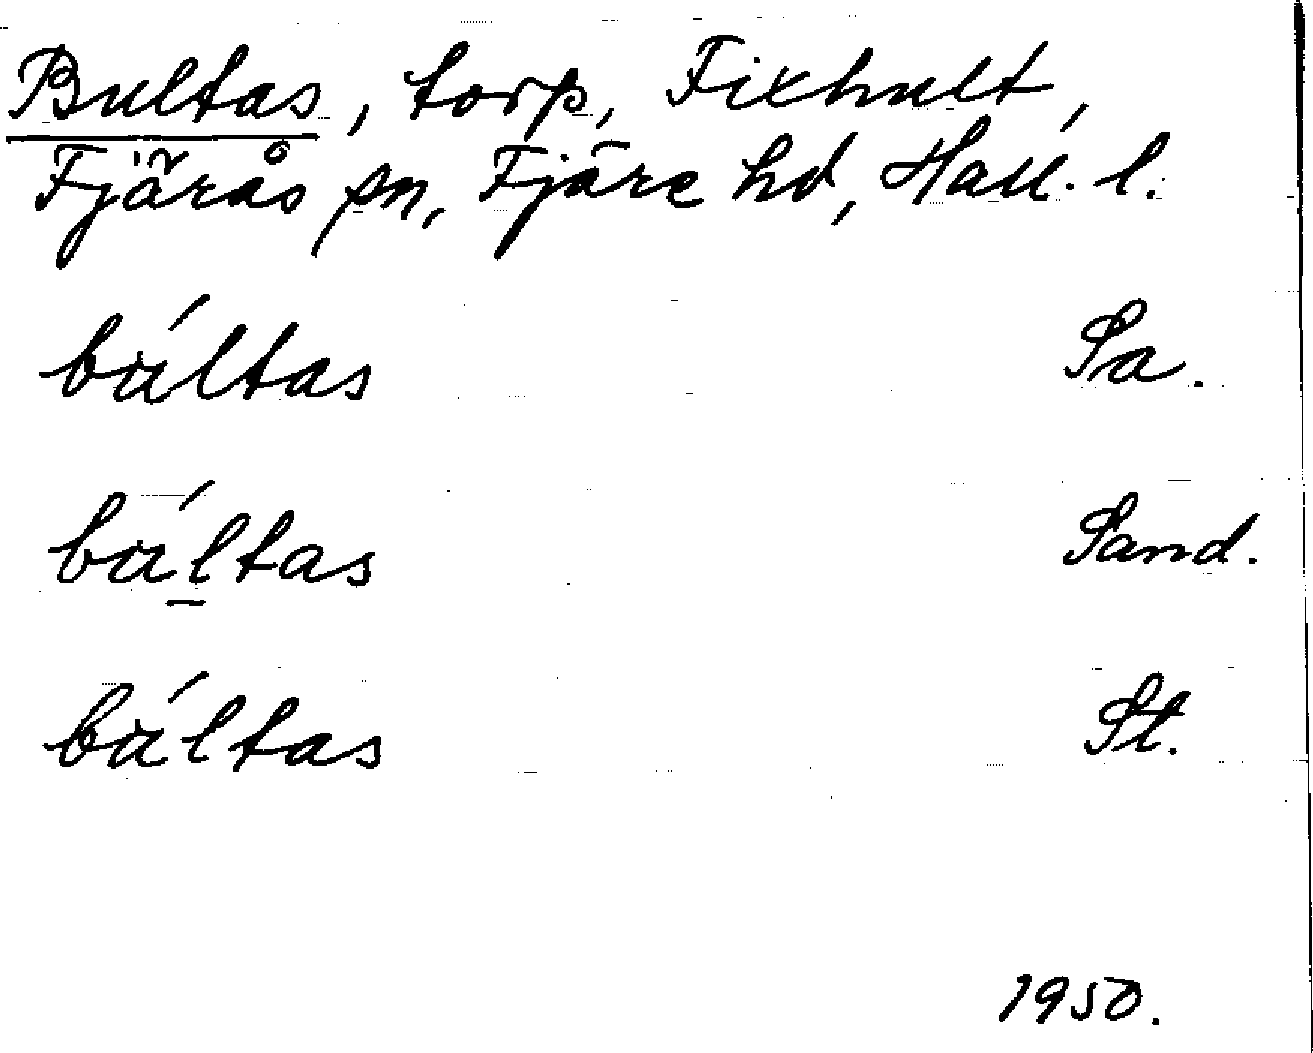 Bultas, torp, Fixhult,
Fjärås sn, Fjäre hd, Hall. l.
búltas Sa.
búltas Sand.
búltas St.
1950.